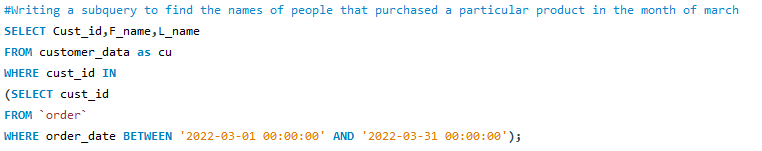 #Writing a subquery to find the names of people that purchased a particular product in the month of march
SELECT Cust_id,F_name,L_name
FROM customer_data as cu
WHERE cust_id IN
(SELECT cust_id
FROM `order`
WHERE order_date BETWEEN '2022-03-01 00:00:00' AND '2022-03-31 00:00:00');